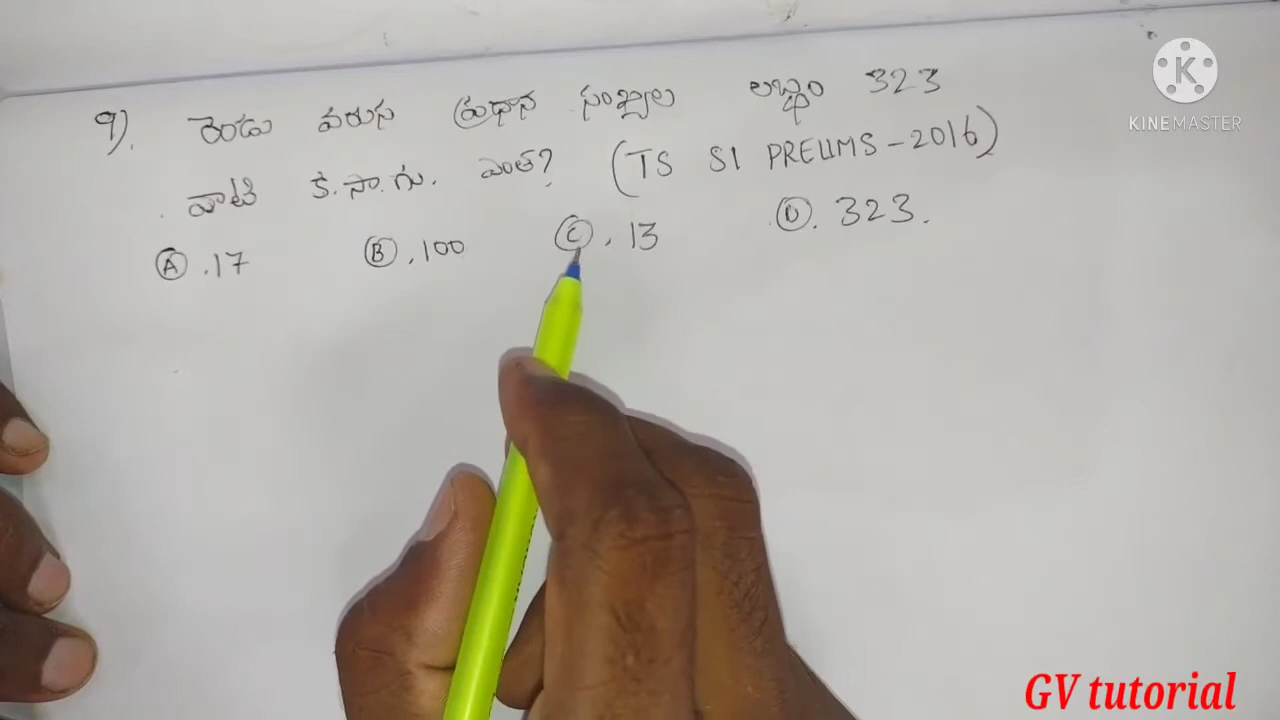 9). రెండు వరుస ప్రధాన సంఖ్యల లబ్ధం 323
వాటి క.సా.గు. ఎంత? (TS SI PRELIMS - 2016)
Ⓐ. 17 Ⓑ. 100 Ⓒ. 13 Ⓓ. 323.
KINEMASTER
GV tutorial